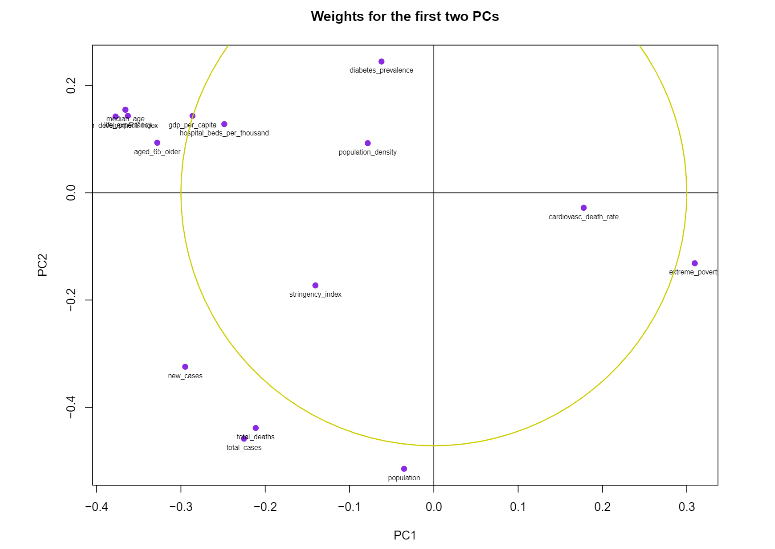 Weights for the first two PCs
diabetes_prevalence
median_age
gdp_per_capita
hospital_beds_per_thousand
aged_65_older
population_density
cardiovasc_death_rate
extreme_povert
stringency_index
new_cases
total_deaths
total_cases
population
0.2
0.0
−0.2
−0.4
PC2
−0.4
−0.3
−0.2
−0.1
0.0
0.1
0.2
0.3
PC1